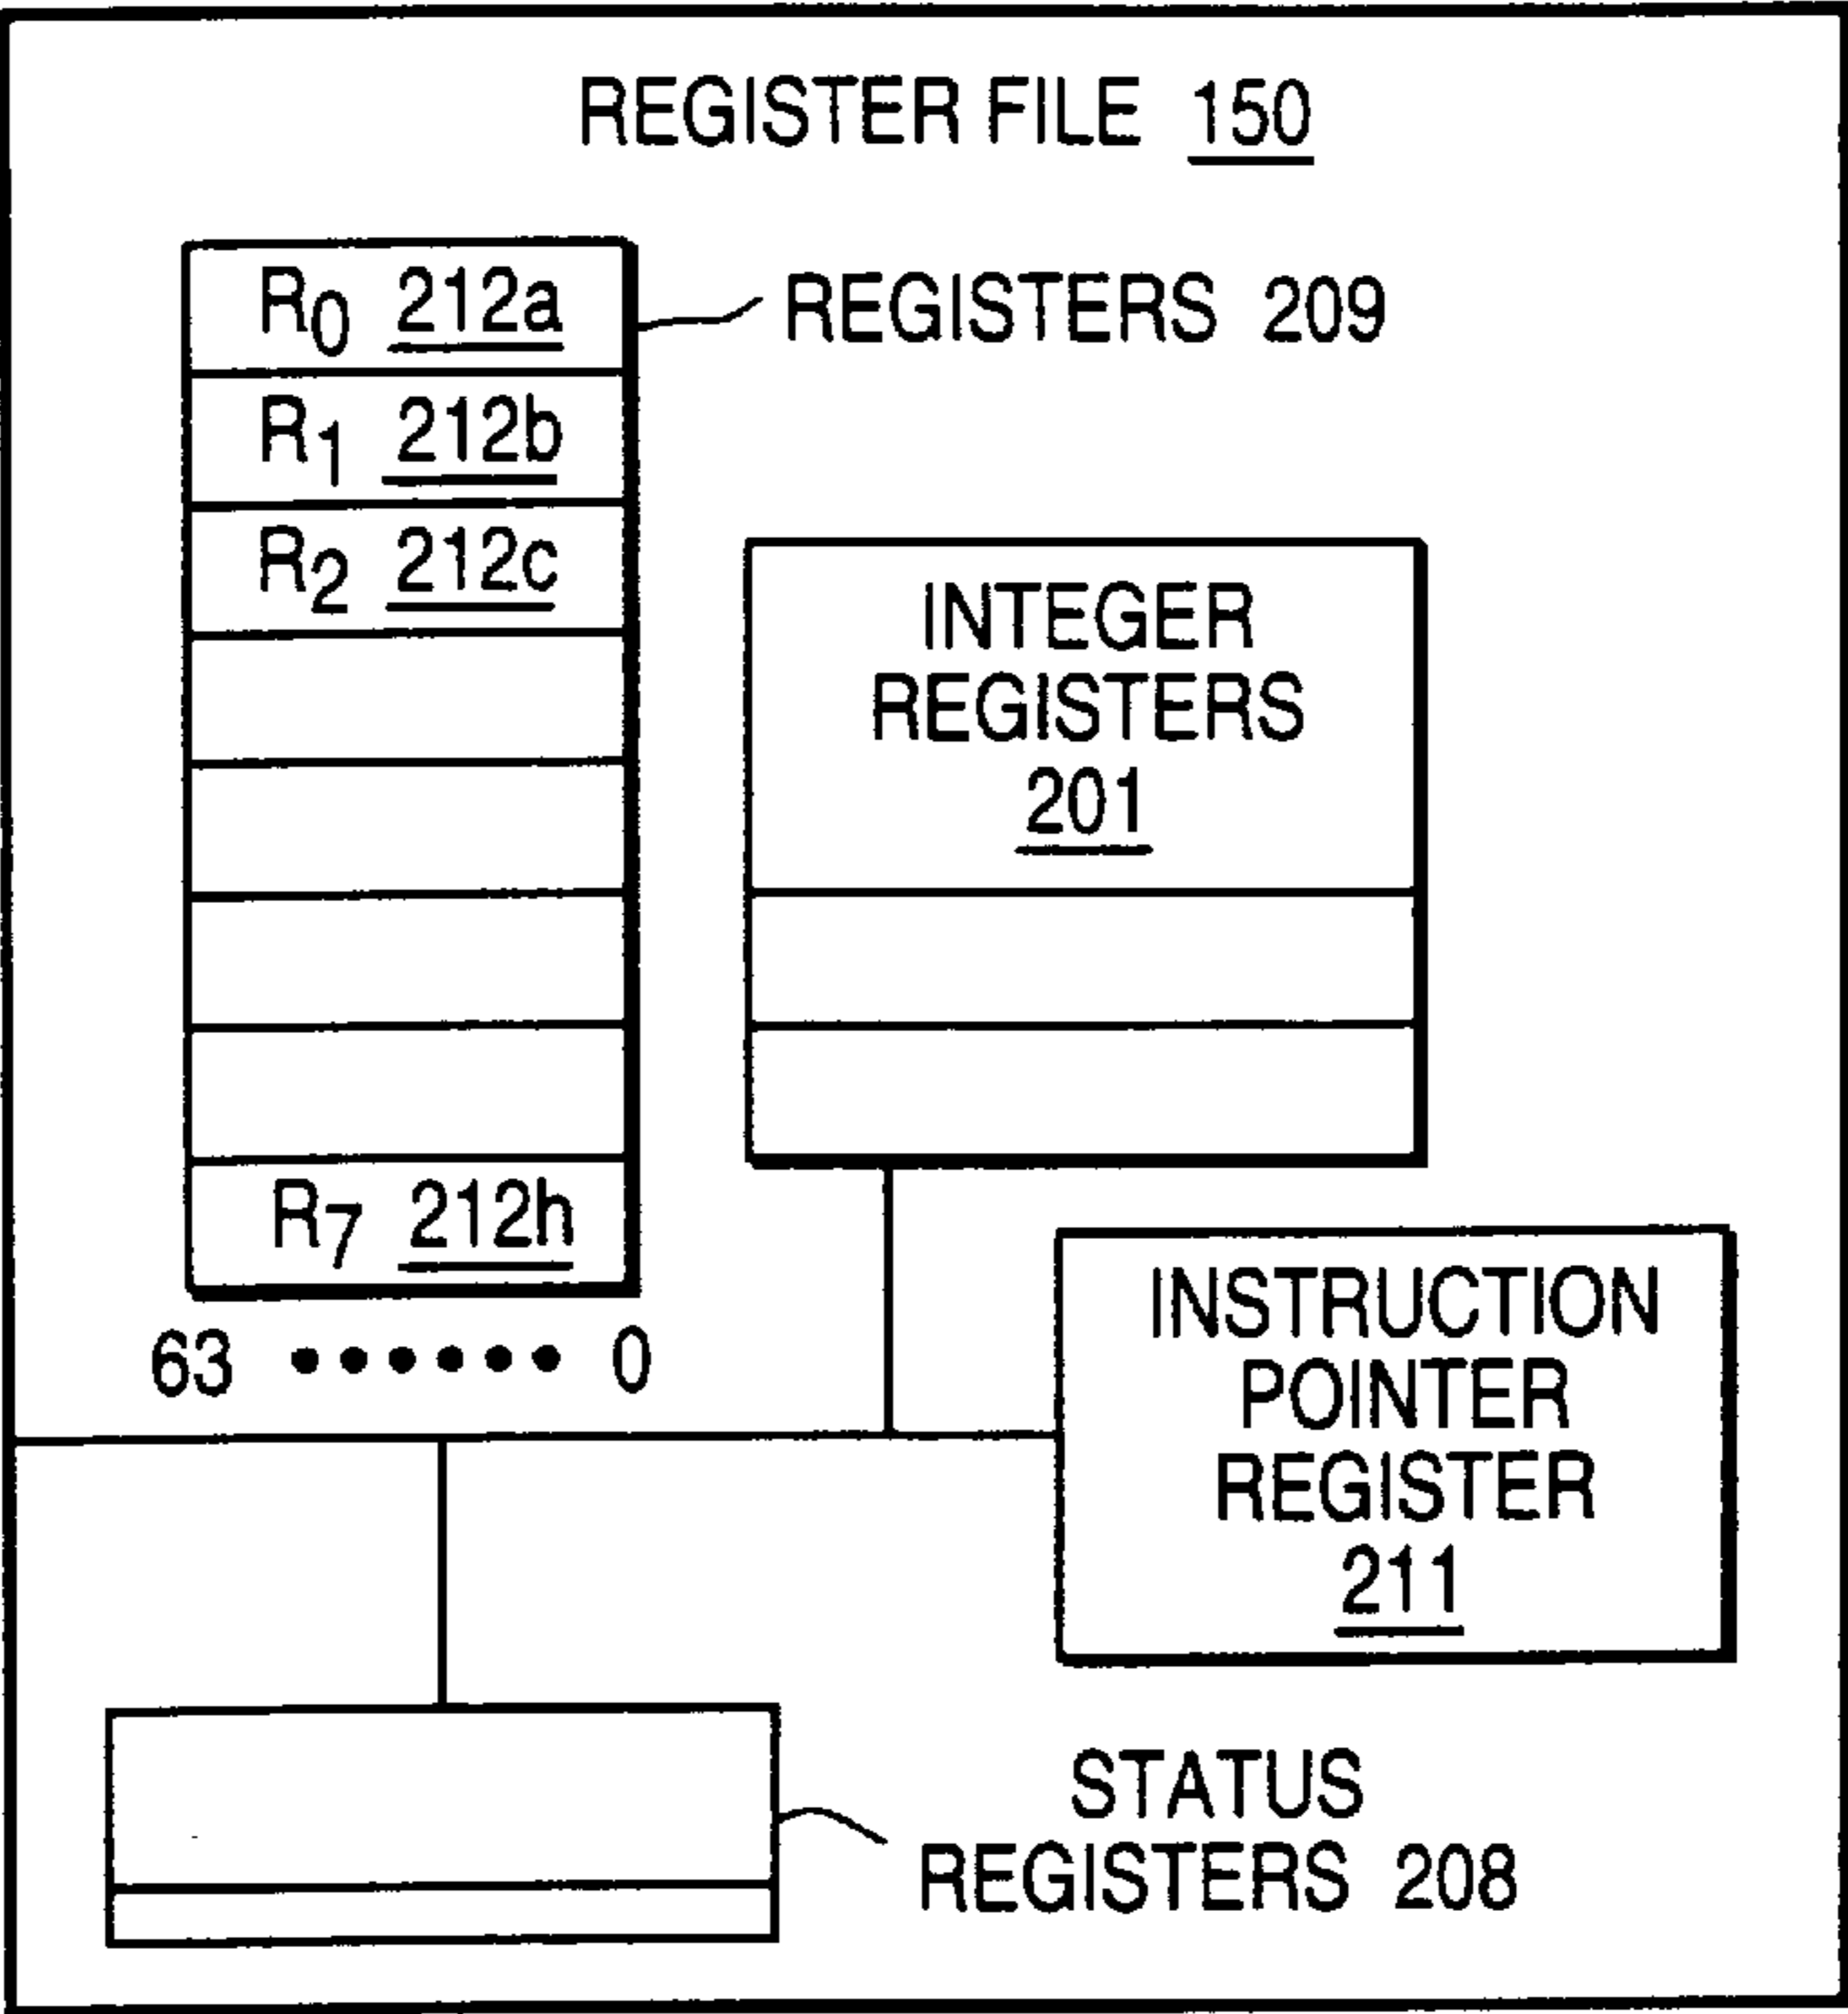 REGISTER FILE 150
R0 212a
REGISTERS 209
R1 212b
R2 212c
INTEGER
REGISTERS
201
R7 212h
63 •••••• 0
INSTRUCTION
POINTER
REGISTER
211
STATUS
REGISTERS 208